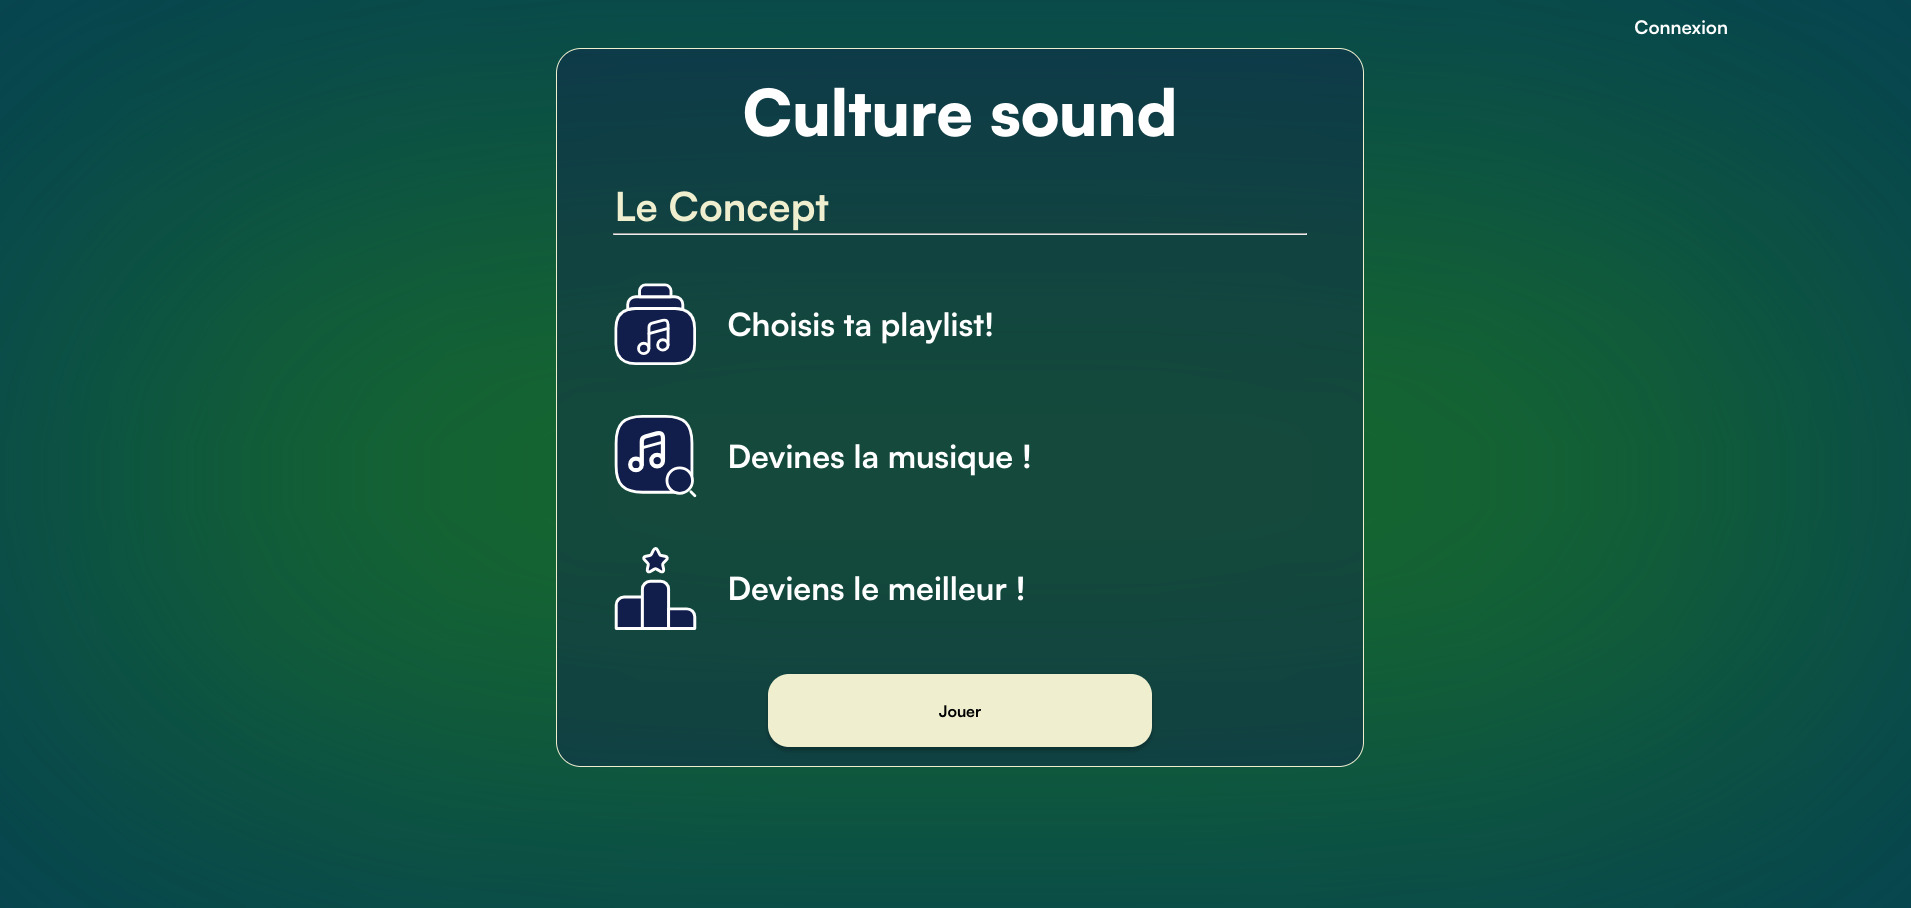 Connexion
Culture sound
Le Concept
Choisis ta playlist!
Devines la musique !
Deviens le meilleur !
Jouer